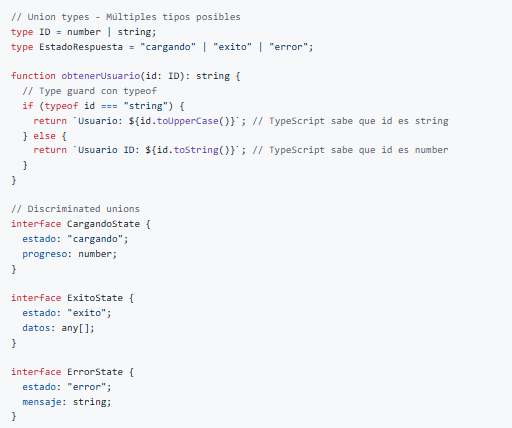 // Union types - Múltiples tipos posibles
type ID = number | string;
type EstadoRespuesta = "cargando" | "exito" | "error";
function obtenerUsuario(id: ID): string {
  // Type guard con typeof
  if (typeof id === "string") {
    return `Usuario: ${id.toUpperCase()}`; // TypeScript sabe que id es string
  } else {
    return `Usuario ID: ${id.toString()}`; // TypeScript sabe que id es number
  }
}
// Discriminated unions
interface CargandoState {
  estado: "cargando";
  progreso: number;
}
interface ExitoState {
  estado: "exito";
  datos: any[];
}
interface ErrorState {
  estado: "error";
  mensaje: string;
}